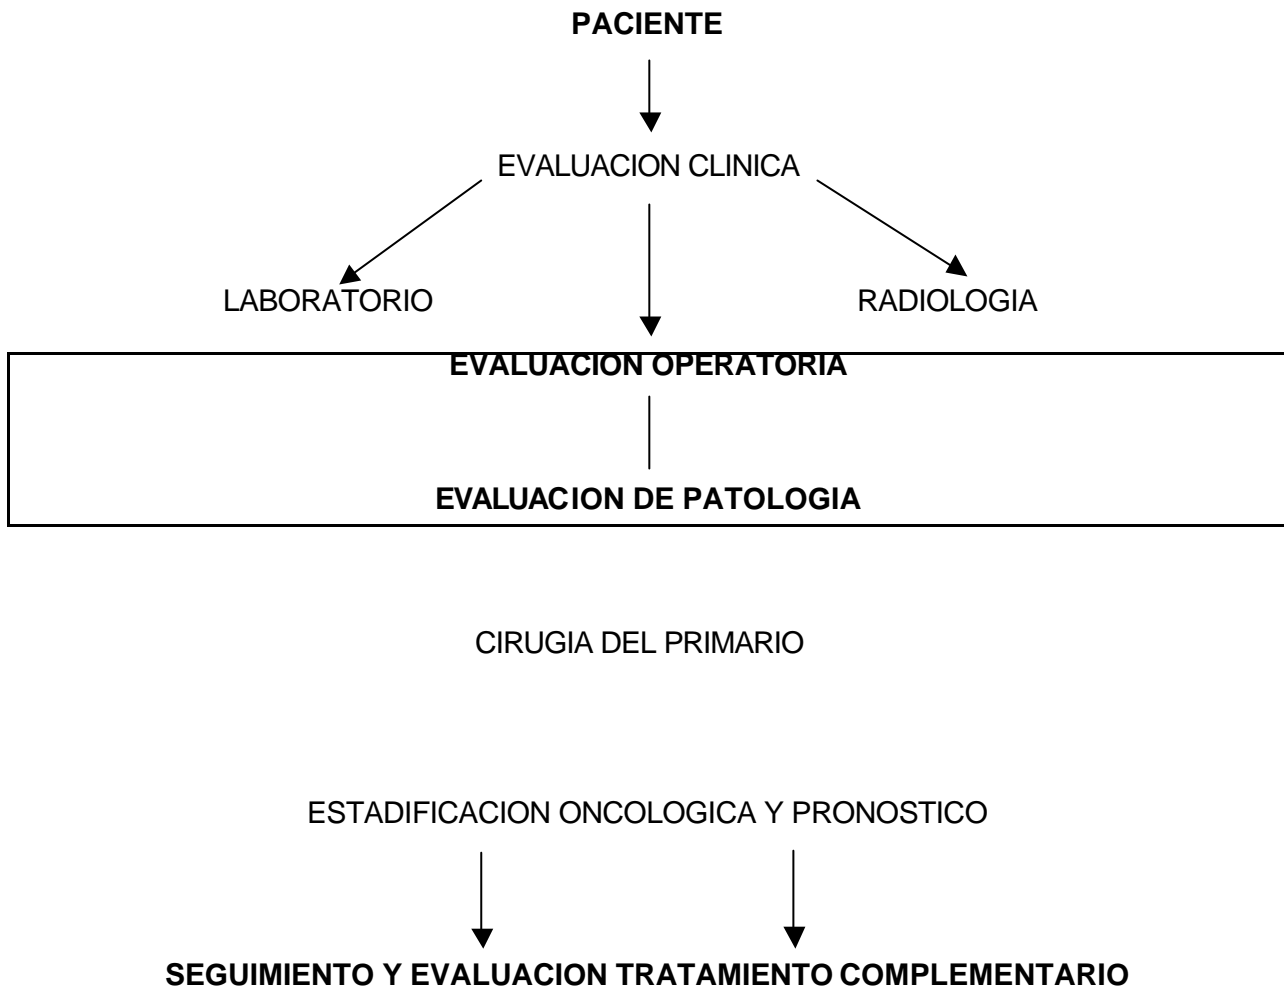 PACIENTE
EVALUACION CLINICA
LABORATORIO RADIOLOGIA
EVALUACION OPERATORIA
EVALUACION DE PATOLOGIA
CIRUGIA DEL PRIMARIO
ESTADIFICACION ONCOLOGICA Y PRONOSTICO
SEGUIMIENTO Y EVALUACION TRATAMIENTO COMPLEMENTARIO